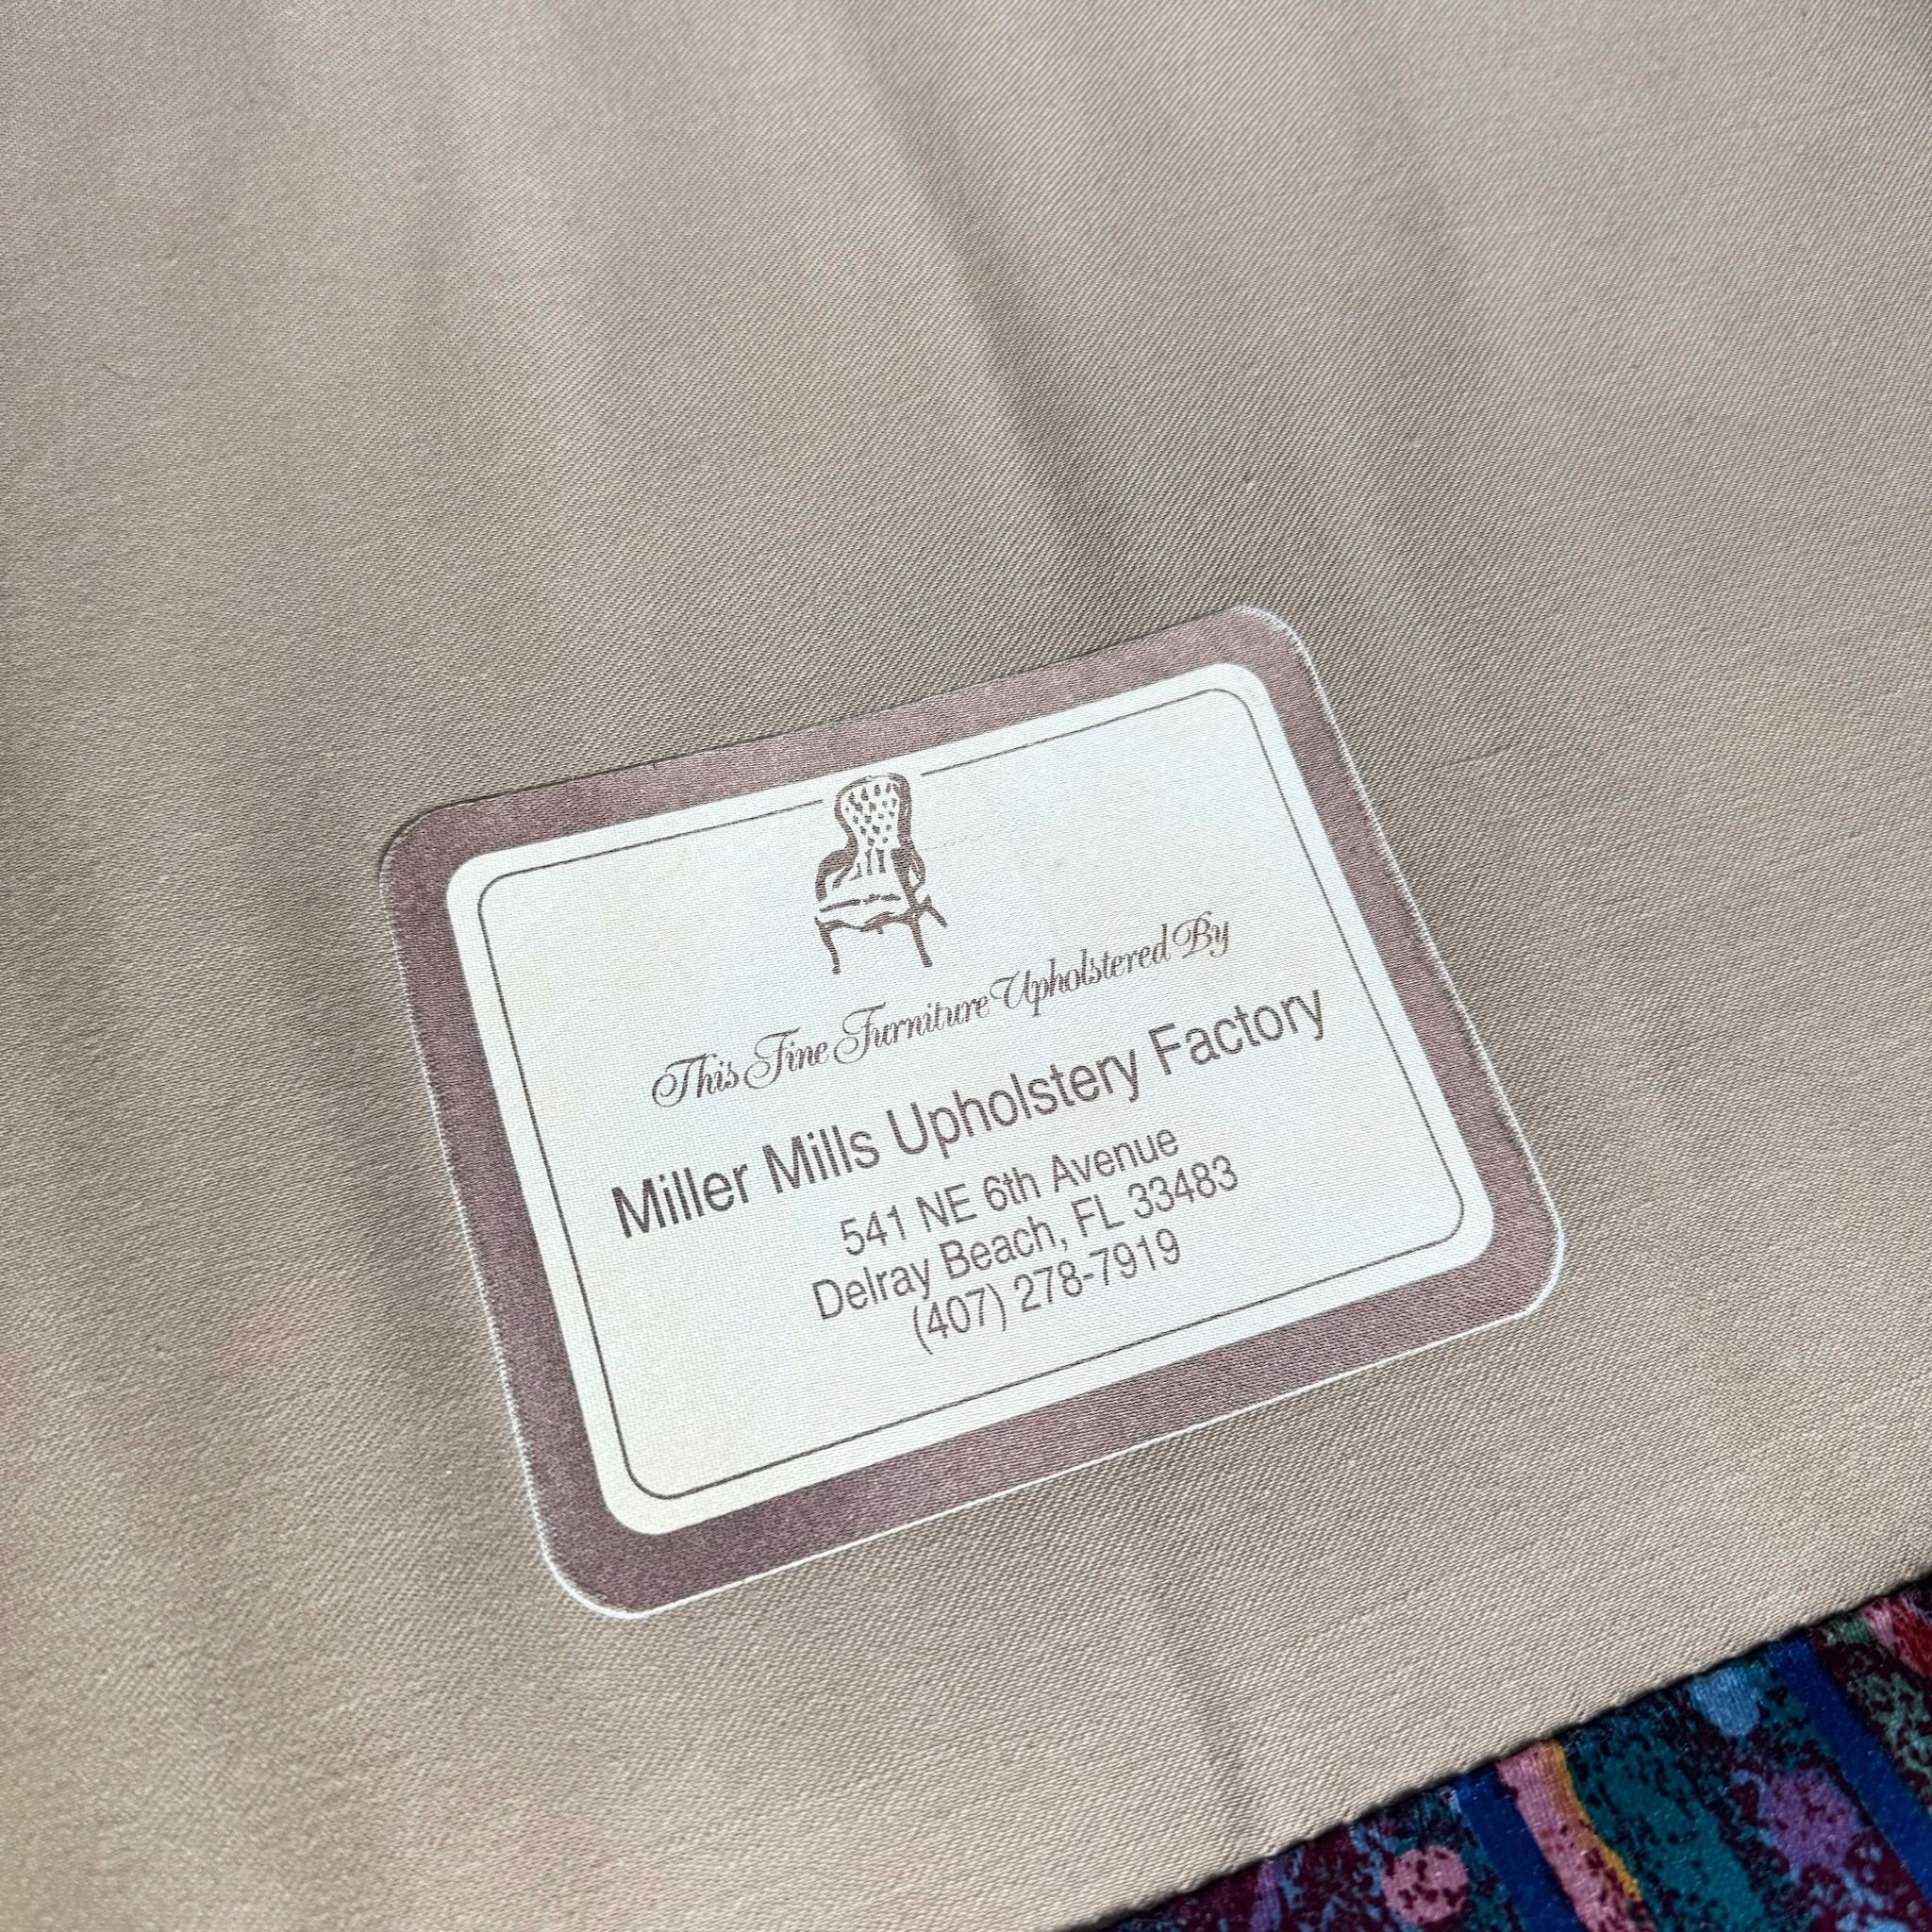 This Fine Furniture Upholstered By
Miller Mills Upholstery Factory
541 NE 6th Avenue
Delray Beach, FL 33483
(407) 278-7919